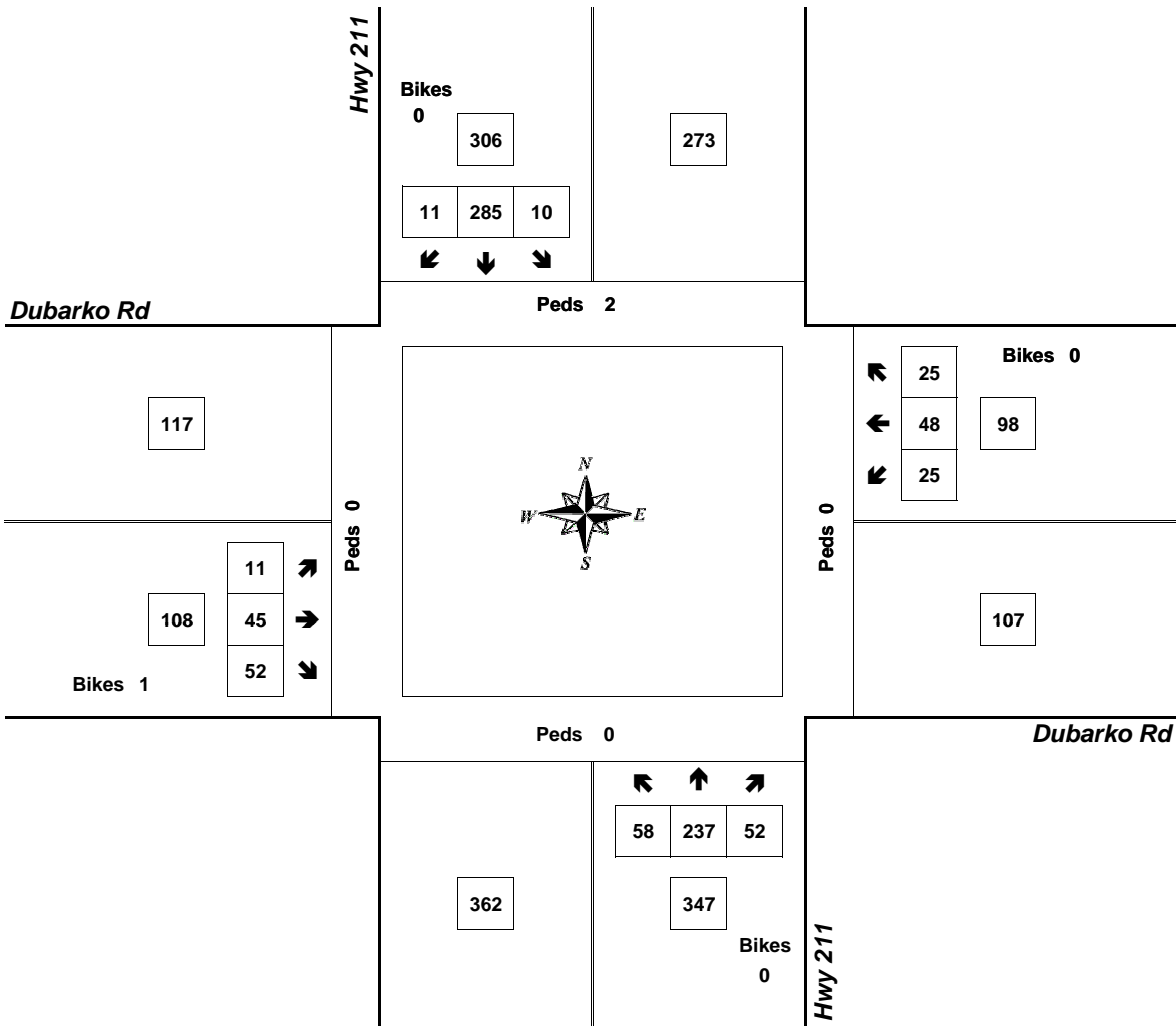 Hwy 211
Bikes
0
306
273
11 285 10
Peds 2
Dubarko Rd
Bikes 0
25
48
25
98
117
N
W E
S
Peds 0
Peds 0
11
45
52
108
Bikes 1
107
Dubarko Rd
Peds 0
58 237 52
362
347
Bikes
0
Hwy 211